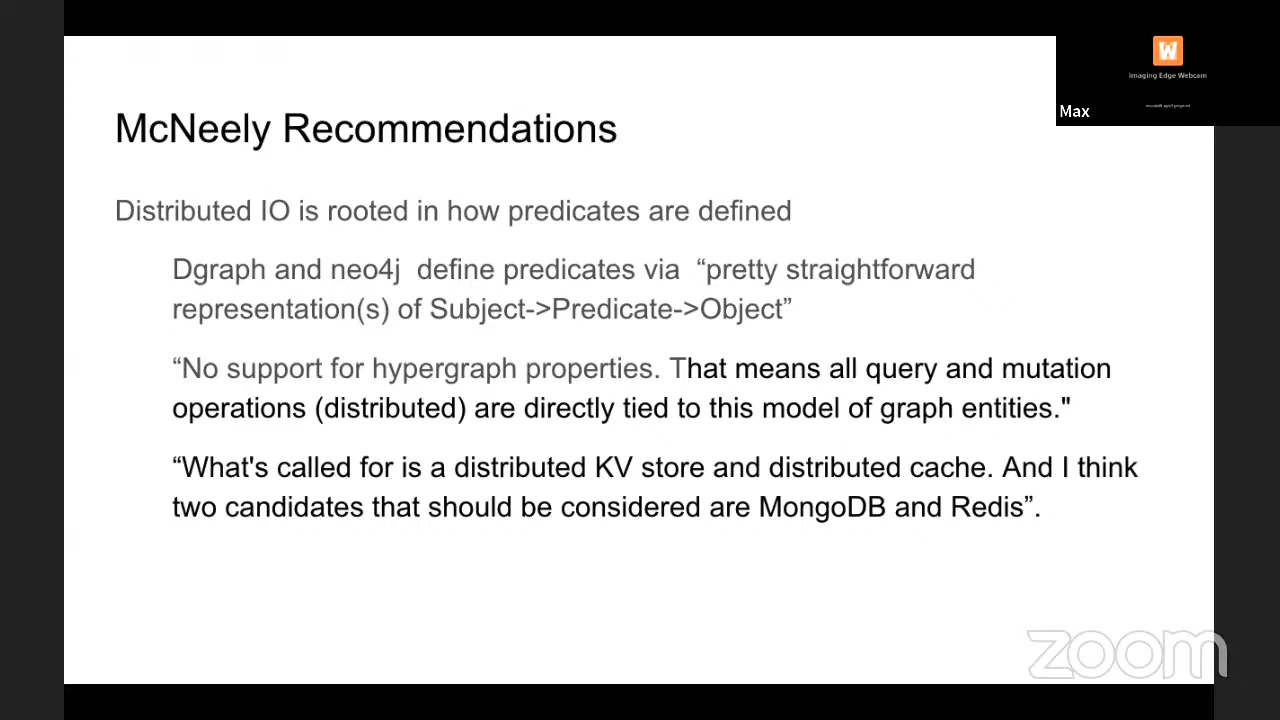 W
Imaging Edge Webcam
Max
McNeely Recommendations
Distributed IO is rooted in how predicates are defined
Dgraph and neo4j  define predicates via  “pretty straightforward
representation(s) of Subject->Predicate->Object”
“No support for hypergraph properties. That means all query and mutation
operations (distributed) are directly tied to this model of graph entities."
“What's called for is a distributed KV store and distributed cache. And I think
two candidates that should be considered are MongoDB and Redis”.
zoom